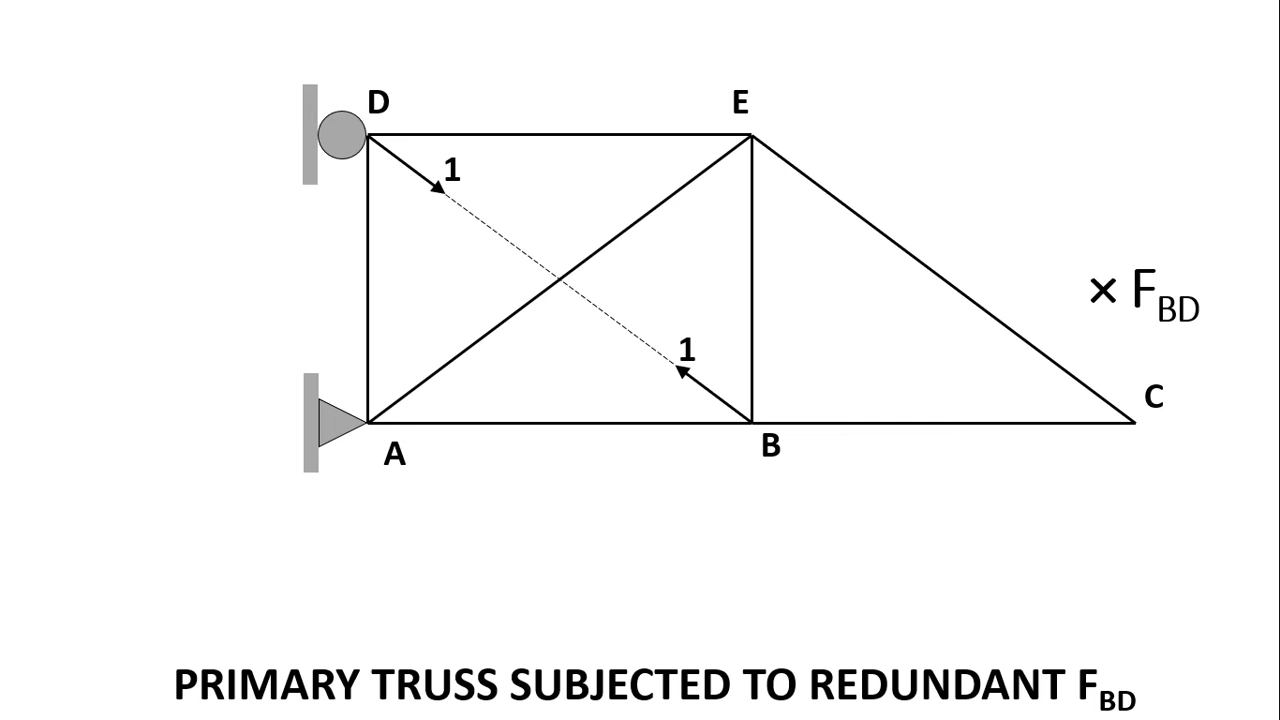 D
E
1
× F_BD
1
C
A
B
PRIMARY TRUSS SUBJECTED TO REDUNDANT F_BD